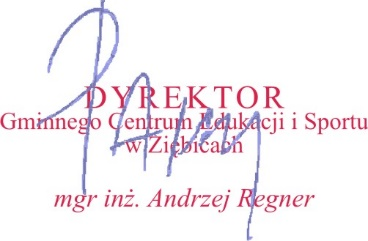 DYREKTOR
Gminnego Centrum Edukacji i Sportu
w Ziębicach
mgr inż. Andrzej Regner